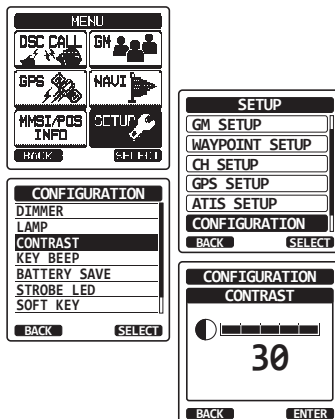 MENU
DSC CALL
GM
GPS
NAVI
MMSI/POS
INFO
SETUP
BACK
SELECT
SETUP
GM SETUP
WAYPOINT SETUP
CH SETUP
GPS SETUP
ATIS SETUP
CONFIGURATION
BACK
SELECT
CONFIGURATION
DIMMER
LAMP
CONTRAST
KEY BEEP
BATTERY SAVE
STROBE LED
SOFT KEY
BACK
SELECT
CONFIGURATION
CONTRAST
30
BACK
ENTER